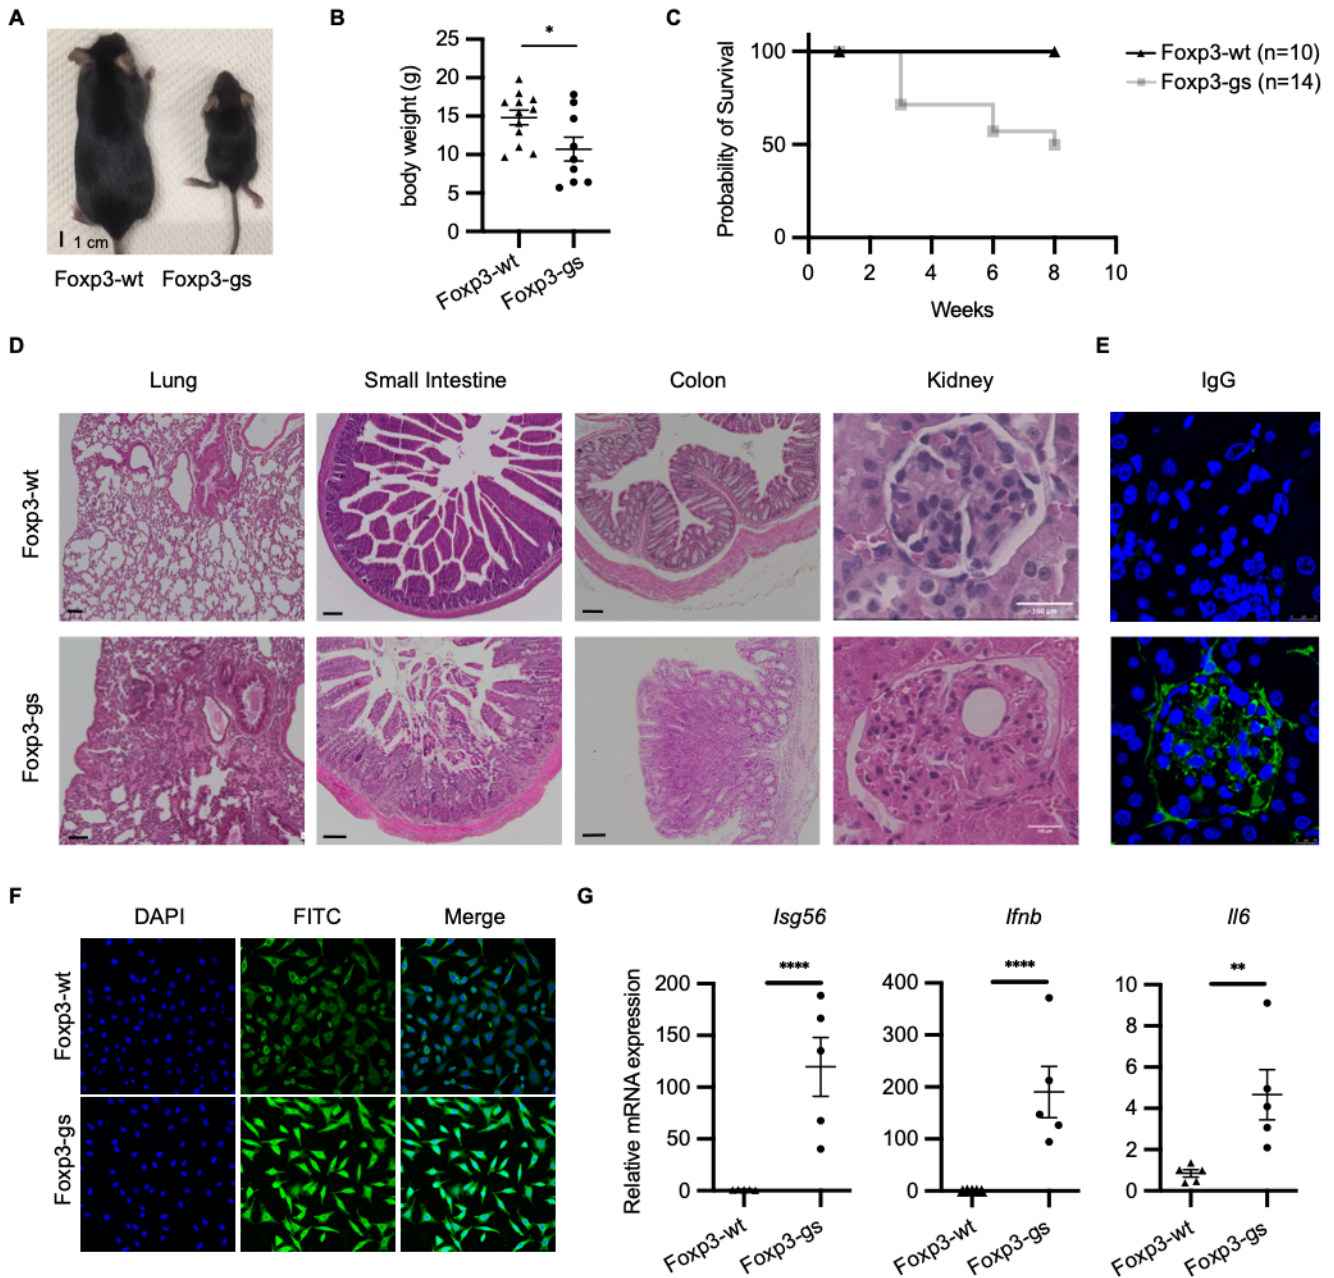 A
1 cm
Foxp3-wt Foxp3-gs
B
body weight (g)
25
20
15
10
5
0
*
Foxp3-wt
Foxp3-gs
C
Probability of Survival
100
50
0
0 2 4 6 8 10
Weeks
Foxp3-wt (n=10)
Foxp3-gs (n=14)
D
Lung Small Intestine Colon Kidney
Foxp3-wt
100 µm
Foxp3-gs
E
IgG
F
DAPI FITC Merge
Foxp3-wt
Foxp3-gs
G
Relative mRNA expression
Isg56
****
200
150
100
50
0
Foxp3-wt
Foxp3-gs
Ifnb
****
400
300
200
100
0
Foxp3-wt
Foxp3-gs
Il6
**
10
8
6
4
2
0
Foxp3-wt
Foxp3-gs